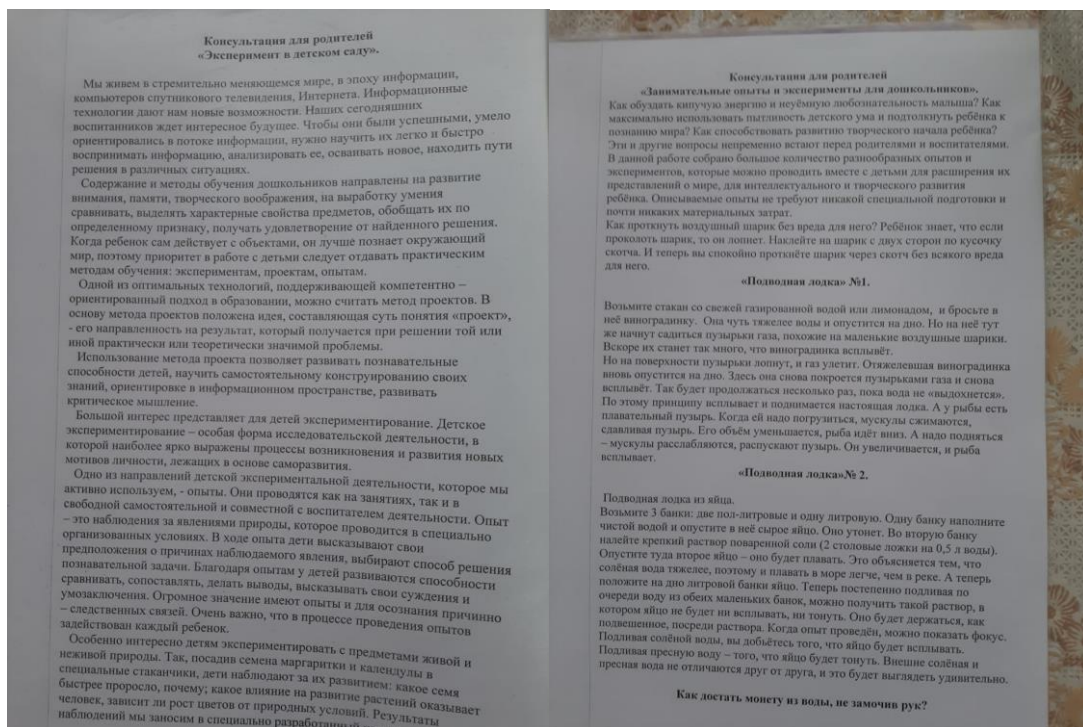 Консультация для родителей
«Эксперимент в детском саду».
Мы живем в стремительно меняющемся мире, в эпоху информации,
компьютеров спутникового телевидения, Интернета. Информационные
технологии дают нам новые возможности. Наших сегодняшних
воспитанников ждет интересное будущее. Чтобы они были успешными, умело
ориентировались в потоке информации, нужно научить их легко и быстро
воспринимать информацию, анализировать ее, осваивать новое, находить пути
решения в различных ситуациях.
Содержание и методы обучения дошкольников направлены на развитие
внимания, памяти, творческого воображения, на выработку умения
сравнивать, выделять характерные свойства предметов, обобщать их по
определенному признаку, получать удовлетворение от найденного решения.
Когда ребенок сам действует с объектами, он лучше познает окружающий
мир, поэтому приоритет в работе с детьми следует отдавать практическим
методам обучения: экспериментам, проектам, опытам.
Одной из оптимальных технологий, поддерживающей компетентно –
ориентированный подход в образовании, можно считать метод проектов. В
основу метода проектов положена идея, составляющая суть понятия «проект»,
- его направленность на результат, который получается при решении той или
иной практически или теоретически значимой проблемы.
Использование метода проекта позволяет развивать познавательные
способности детей, научить самостоятельному конструированию своих
знаний, ориентировке в информационном пространстве, развивать
критическое мышление.
Большой интерес представляет для детей экспериментирование. Детское
экспериментирование – особая форма исследовательской деятельности, в
которой наиболее ярко выражены процессы возникновения и развития новых
мотивов личности, лежащих в основе саморазвития.
Одно из направлений детской экспериментальной деятельности, которое мы
активно используем, - опыты. Они проводятся как на занятиях, так и в
свободной самостоятельной и совместной с воспитателем деятельности. Опыт
– это наблюдения за явлениями природы, которое проводится в специально
организованных условиях. В ходе опыта дети высказывают свои
предположения о причинах наблюдаемого явления, выбирают способ решения
познавательной задачи. Благодаря опытам у детей развиваются способности
сравнивать, сопоставлять, делать выводы, высказывать свои суждения и
умозаключения. Огромное значение имеют опыты и для осознания причинно
– следственных связей. Очень важно, что в процессе проведения опытов
задействован каждый ребенок.
Особенно интересно детям экспериментировать с предметами живой и
неживой природы. Так, посадив семена маргаритки и календулы в
специальные стаканчики, дети наблюдают за их развитием: какое семя
быстрее проросло, почему; какое влияние на развитие растений оказывает
человек, зависит ли рост цветов от природных условий. Результаты
наблюдений мы заносим в специально
Консультация для родителей
«Занимательные опыты и эксперименты для дошкольников».
Как обуздать кипучую энергию и неуёмную любознательность малыша? Как
максимально использовать пытливость детского ума и подтолкнуть ребёнка к
познанию мира? Как способствовать развитию творческого начала ребёнка?
Эти и другие вопросы непременно встают перед родителями и воспитателями.
В данной работе собрано большое количество разнообразных опытов и
экспериментов, которые можно проводить вместе с детьми для расширения их
представлений о мире, для интеллектуального и творческого развития
ребёнка. Описываемые опыты не требуют никакой специальной подготовки и
почти никаких материальных затрат.
Как проткнуть воздушный шарик без вреда для него? Ребёнок знает, что если
проколоть шарик, то он лопнет. Наклейте на шарик с двух сторон по кусочку
скотча. И теперь вы спокойно проткнёте шарик через скотч без всякого вреда
для него.
«Подводная лодка» №1.
Возьмите стакан со свежей газированной водой или лимонадом, и бросьте в
неё виноградинку. Она чуть тяжелее воды и опустится на дно. Но на неё тут
же начнут садиться пузырьки газа, похожие на маленькие воздушные шарики.
Вскоре их станет так много, что виноградинка всплывёт.
Но на поверхности пузырьки лопнут, и газ улетит. Отяжелевшая виноградинка
вновь опустится на дно. Здесь она снова покроется пузырьками газа и снова
всплывёт. Так будет продолжаться несколько раз, пока вода не «выдохнется».
По этому принципу всплывает и поднимается настоящая лодка. А у рыбы есть
плавательный пузырь. Когда ей надо погрузиться, мускулы сжимаются,
сдавливая пузырь. Его объём уменьшается, рыба идёт вниз. А надо подняться
– мускулы расслабляются, распускают пузырь. Он увеличивается, и рыба
всплывает.
«Подводная лодка»№ 2.
Подводная лодка из яйца.
Возьмите 3 банки: две пол-литровые и одну литровую. Одну банку наполните
чистой водой и опустите в неё сырое яйцо. Оно утонет. Во вторую банку
налейте крепкий раствор поваренной соли (2 столовые ложки на 0,5 л воды).
Опустите туда второе яйцо – оно будет плавать. Это объясняется тем, что
солёная вода тяжелее, поэтому и плавать в море легче, чем в реке. А теперь
положите на дно литровой банки яйцо. Теперь постепенно подливая по
очереди воду из обеих маленьких банок, можно получить такой раствор, в
котором яйцо не будет ни всплывать, ни тонуть. Оно будет держаться, как
подвешенное, посреди раствора. Когда опыт проведён, можно показать фокус.
Подливая солёной воды, вы добьётесь того, что яйцо будет всплывать.
Подливая пресную воду – того, что яйцо будет тонуть. Внешне солёная и
пресная вода не отличаются друг от друга, и это будет выглядеть удивительно.
Как достать монету из воды, не замочив рук?